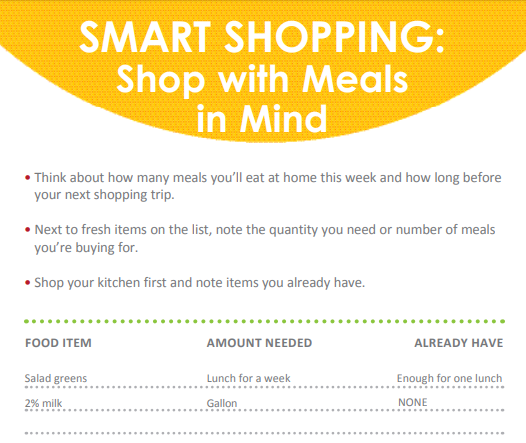 SMART SHOPPING:
Shop with Meals
in Mind
• Think about how many meals you'll eat at home this week and how long before
your next shopping trip.
• Next to fresh items on the list, note the quantity you need or number of meals
you're buying for.
• Shop your kitchen first and note items you already have.
FOOD ITEM AMOUNT NEEDED ALREADY HAVE
Salad greens Lunch for a week Enough for one lunch
2% milk Gallon NONE